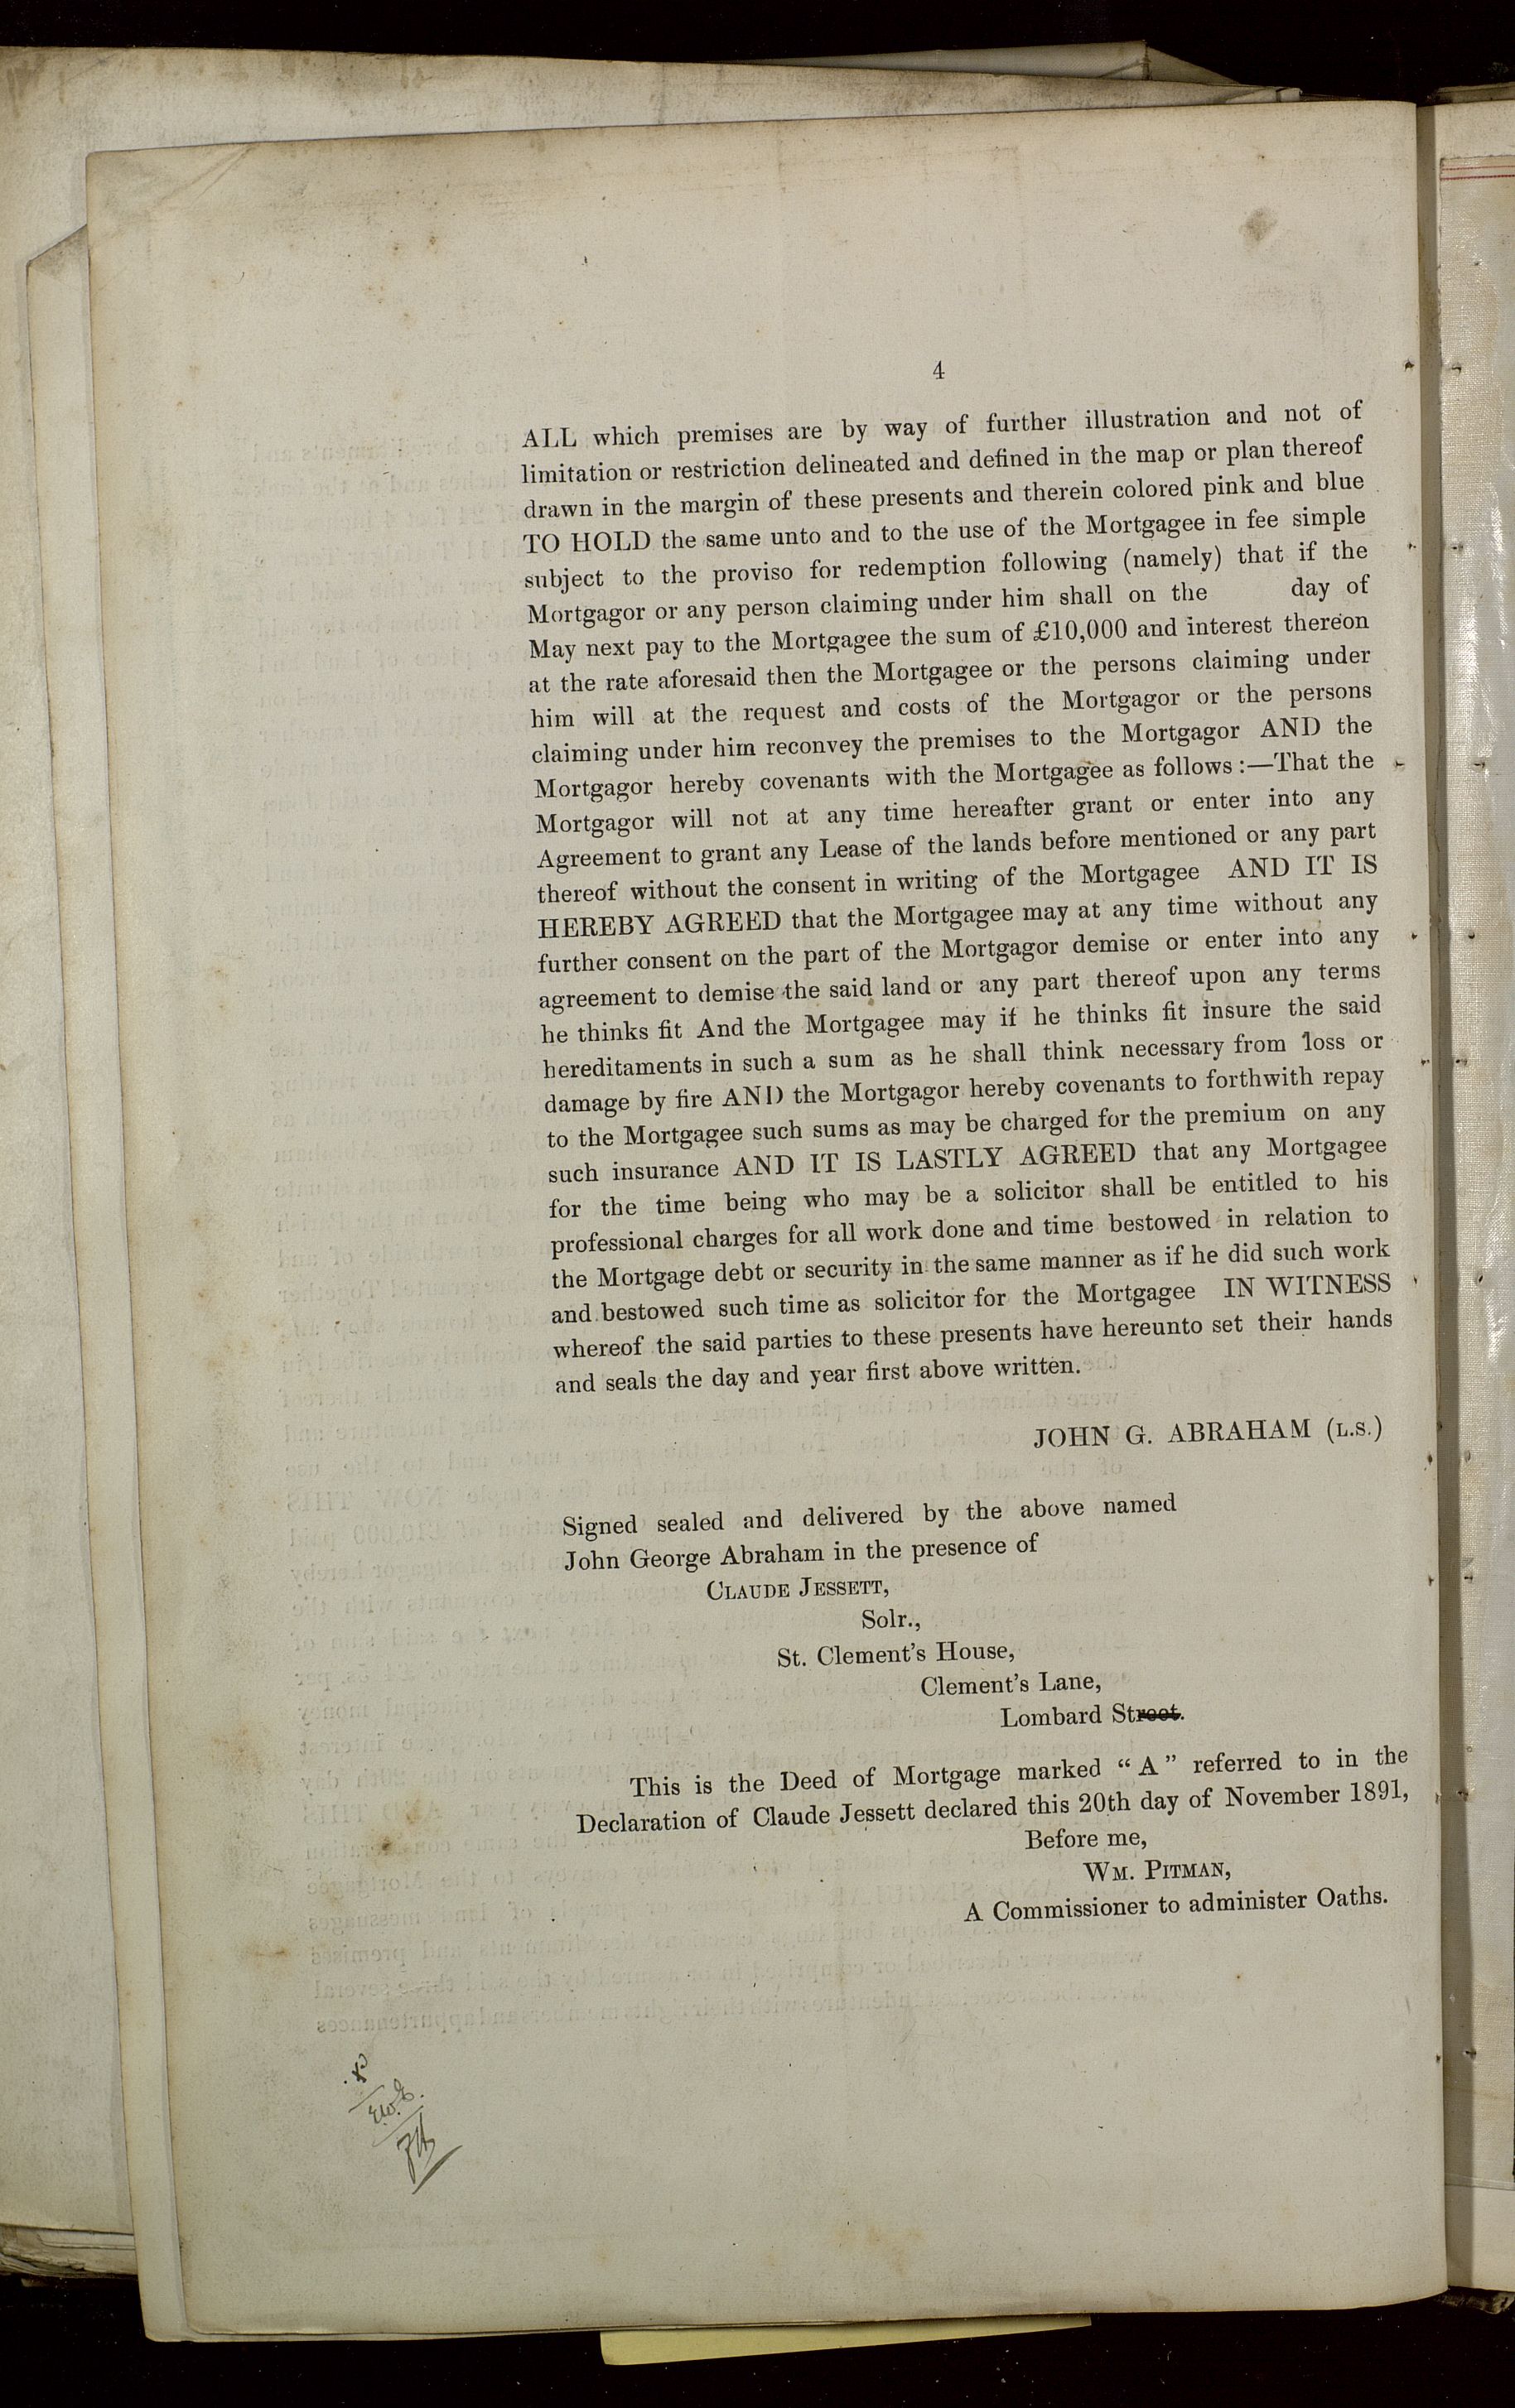 4
ALL which premises are by way of further illustration and not of
limitation or restriction delineated and defined in the map or plan thereof
drawn in the margin of these presents and therein colored pink and blue
TO HOLD the same unto and to the use of the Mortgagee in fee simple
subject to the proviso for redemption following (namely) that if the
Mortgagor or any person claiming under him shall on the day of
May next pay to the Mortgagee the sum of £10,000 and interest thereon
at the rate aforesaid then the Mortgagee or the persons claiming under
him will at the request and costs of the Mortgagor or the persons
claiming under him reconvey the premises to the Mortgagor AND the
Mortgagor hereby covenants with the Mortgagee as follows :—That the
Mortgagor will not at any time hereafter grant or enter into any
Agreement to grant any Lease of the lands before mentioned or any part
thereof without the consent in writing of the Mortgagee AND IT IS
HEREBY AGREED that the Mortgagee may at any time without any
further consent on the part of the Mortgagor demise or enter into any
agreement to demise the said land or any part thereof upon any terms
he thinks fit And the Mortgagee may if he thinks fit insure the said
hereditaments in such a sum as he shall think necessary from loss or
damage by fire AND the Mortgagor hereby covenants to forthwith repay
to the Mortgagee such sums as may be charged for the premium on any
such insurance AND IT IS LASTLY AGREED that any Mortgagee
for the time being who may be a solicitor shall be entitled to his
professional charges for all work done and time bestowed in relation to
the Mortgage debt or security in the same manner as if he did such work
and bestowed such time as solicitor for the Mortgagee IN WITNESS
whereof the said parties to these presents have hereunto set their hands
and seals the day and year first above written.
JOHN G. ABRAHAM (L.S.)
Signed sealed and delivered by the above named
John George Abraham in the presence of
CLAUDE JESSETT,
Solr.,
St. Clement's House,
Clement's Lane,
Lombard Street.
This is the Deed of Mortgage marked "A" referred to in the
Declaration of Claude Jessett declared this 20th day of November 1891,
Before me,
WM. PITMAN,
A Commissioner to administer Oaths.